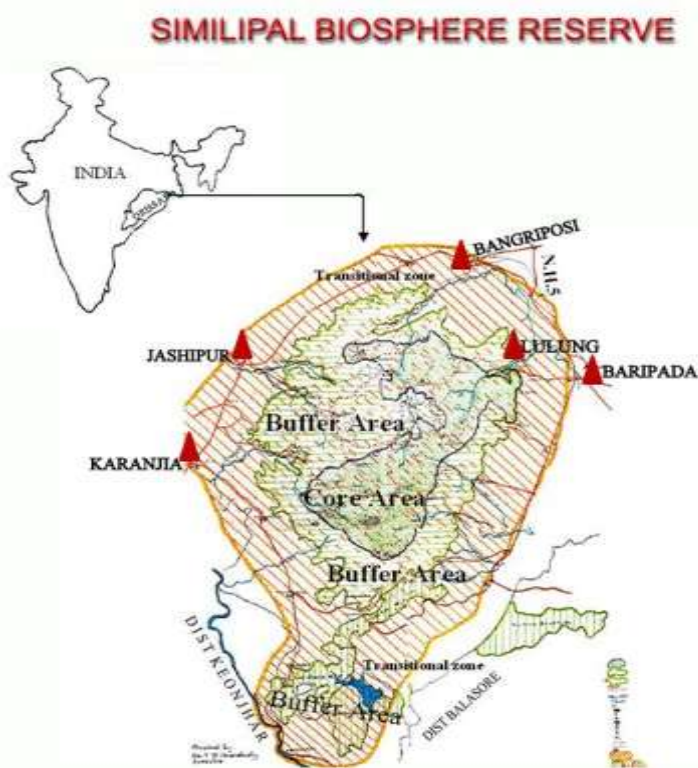 SIMILIPAL BIOSPHERE RESERVE
INDIA
ORISSA
BANGRIPOSI
Transitional zone
N.H.5
JASHIPUR
LULUNG
BARIPADA
Buffer Area
KARANJIA
Core Area
Buffer Area
DIST KEONJHAR
Transitional zone
Buffer Area
DIST BALASORE